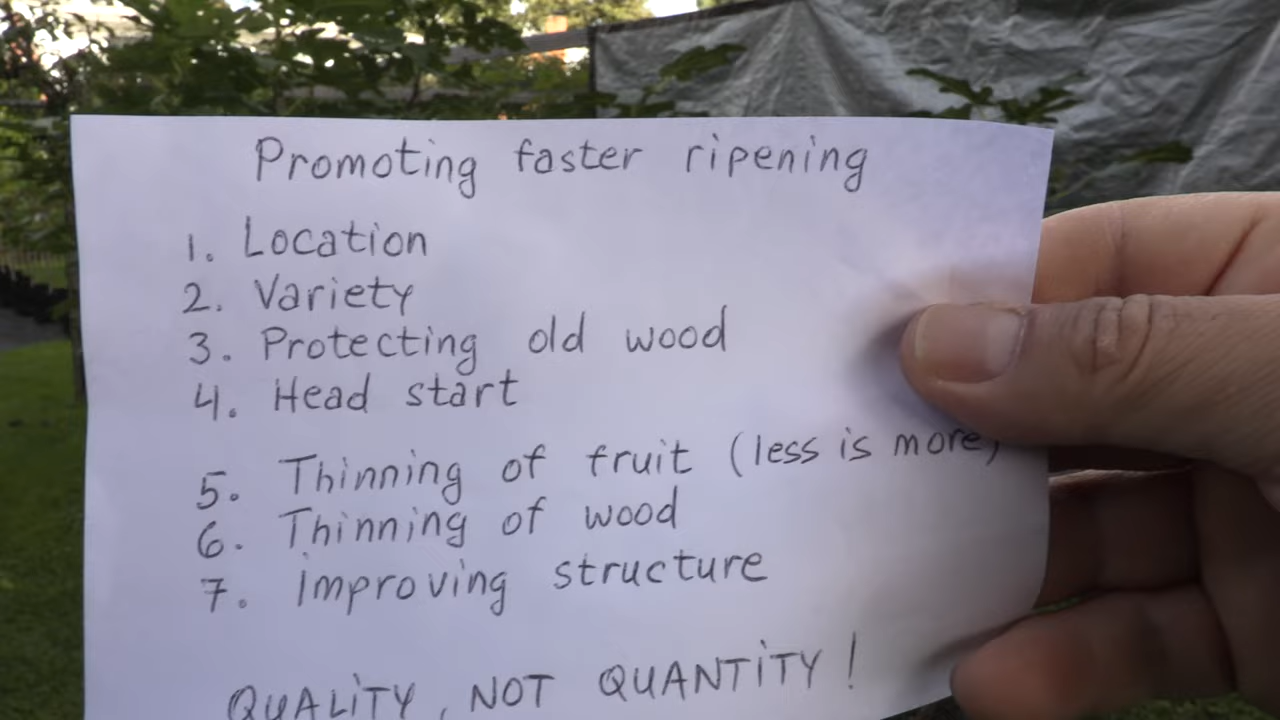 Promoting faster ripening
1. Location
2. Variety
3. Protecting old wood
4. Head start
5. Thinning of fruit (less is more)
6. Thinning of wood
7. improving structure
QUALiTY, NOT QUANTiTY!